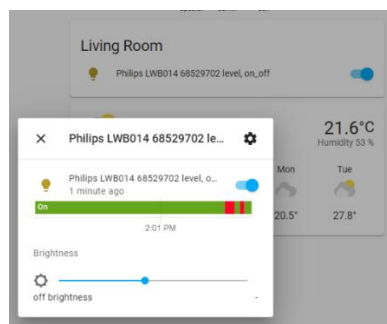 Living Room
Philips LWB014 68529702 level, on_off
21.6°C
Humidity 53 %
Mon
Tue
20.5°
27.8°
Philips LWB014 68529702 le...
Philips LWB014 68529702 level, o...
1 minute ago
On
2:01 PM
Brightness
off brightness
-